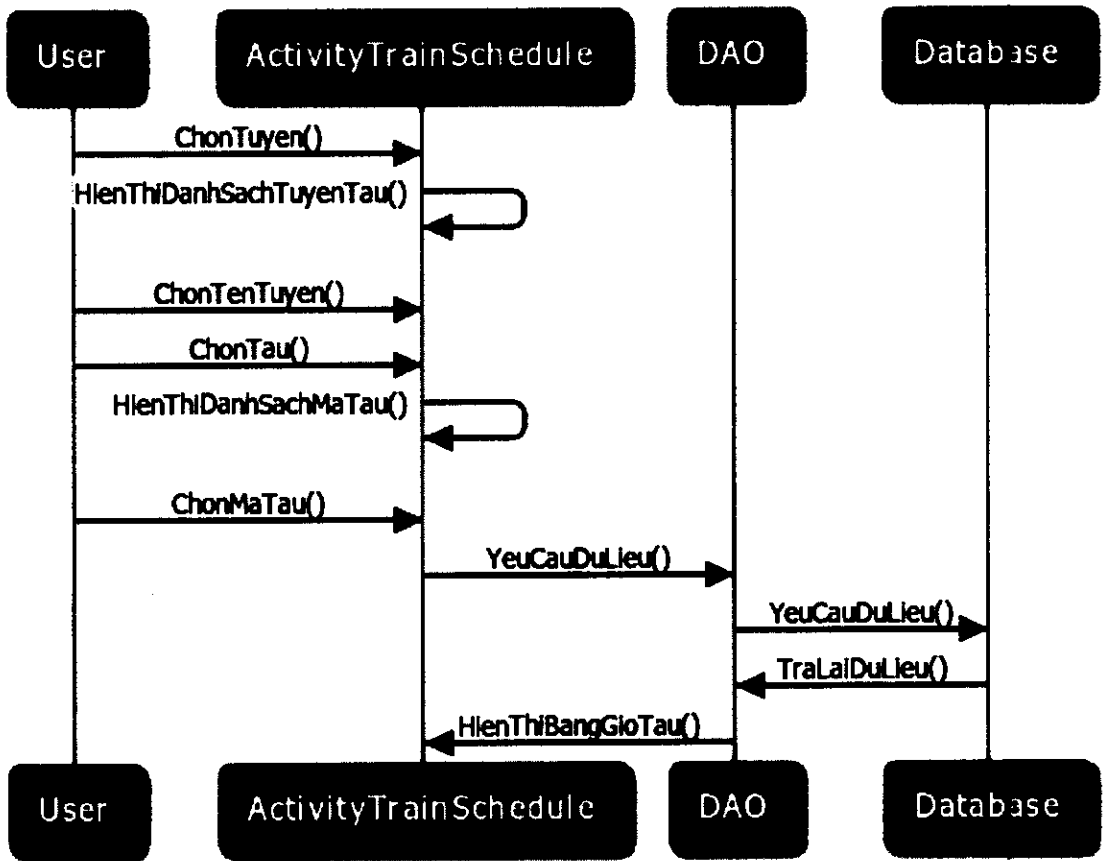 User ActivityTrainSchedule DAO Database
ChonTuyen()
HienThiDanhSachTuyenTau()
ChonTenTuyen()
ChonTau()
HienThiDanhSachMaTau()
ChonMaTau()
YeuCauDuLieu()
YeuCauDuLieu()
TraLaiDuLieu()
HienThiBangGioTau()
User ActivityTrainSchedule DAO Database